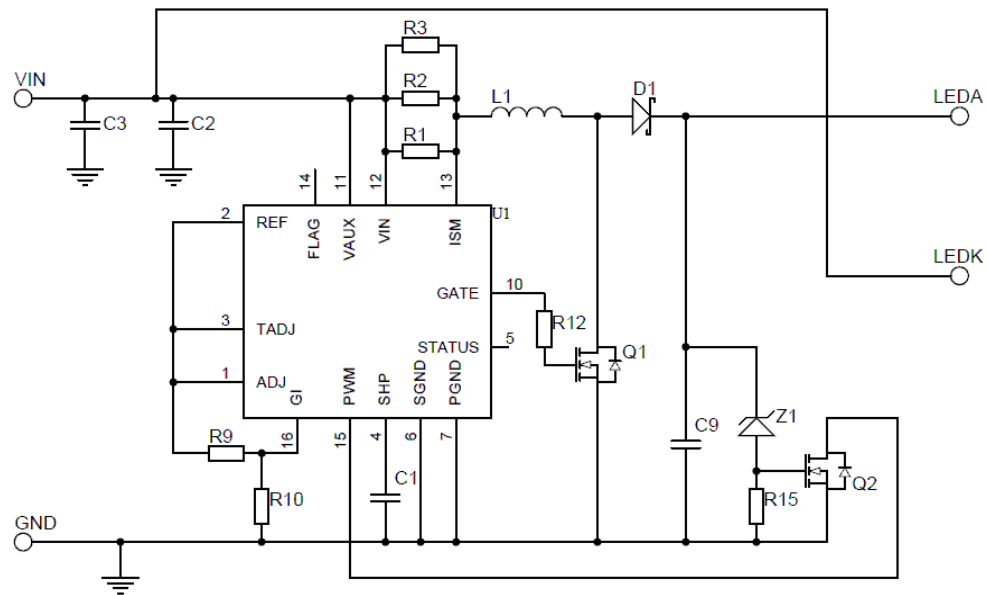 R3
VIN
R2
L1
D1
LEDA
C3
C2
R1
14
11
12
13
U1
2
REF
FLAG
VAUX
VIN
ISM
LEDK
GATE
10
3
TADJ
R12
STATUS
5
Q1
1
ADJ
GI
PWM
SHP
SGND
PGND
R9
16
15
4
6
7
C9
Z1
C1
R10
R15
Q2
GND